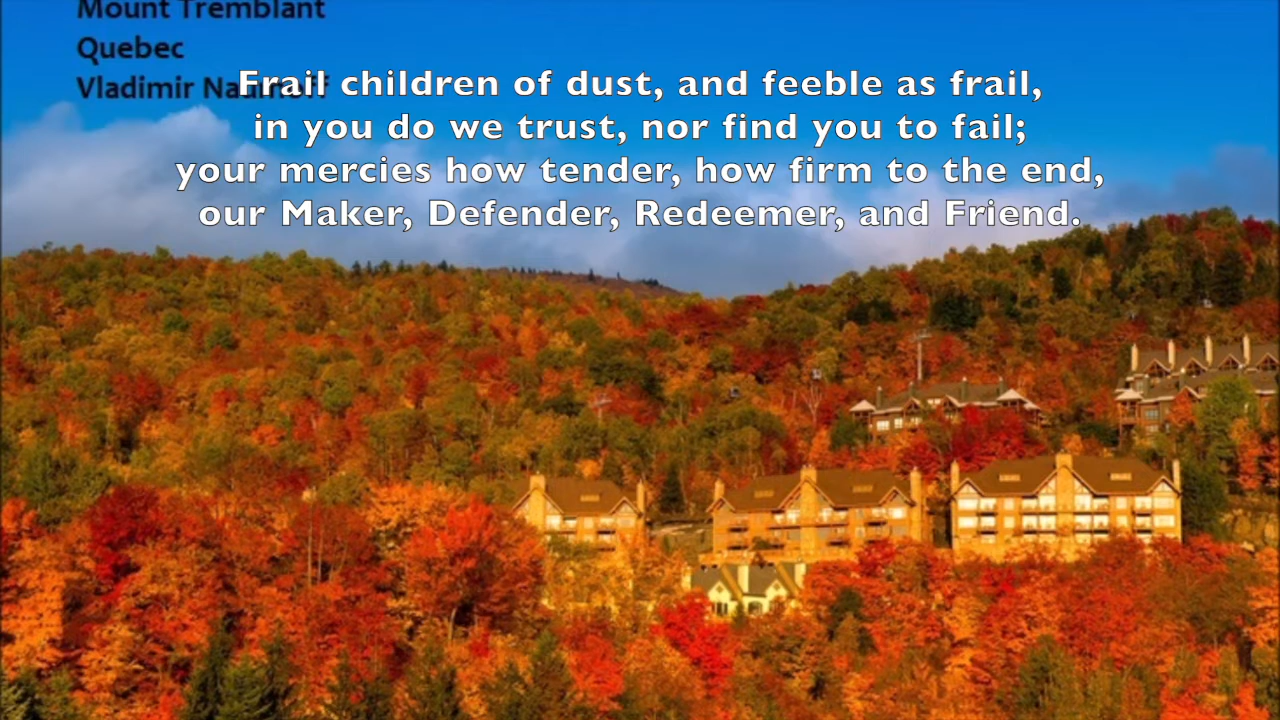 Mount Tremblant
Quebec
Vladimir
Frail children of dust, and feeble as frail,
in you do we trust, nor find you to fail;
your mercies how tender, how firm to the end,
our Maker, Defender, Redeemer, and Friend.